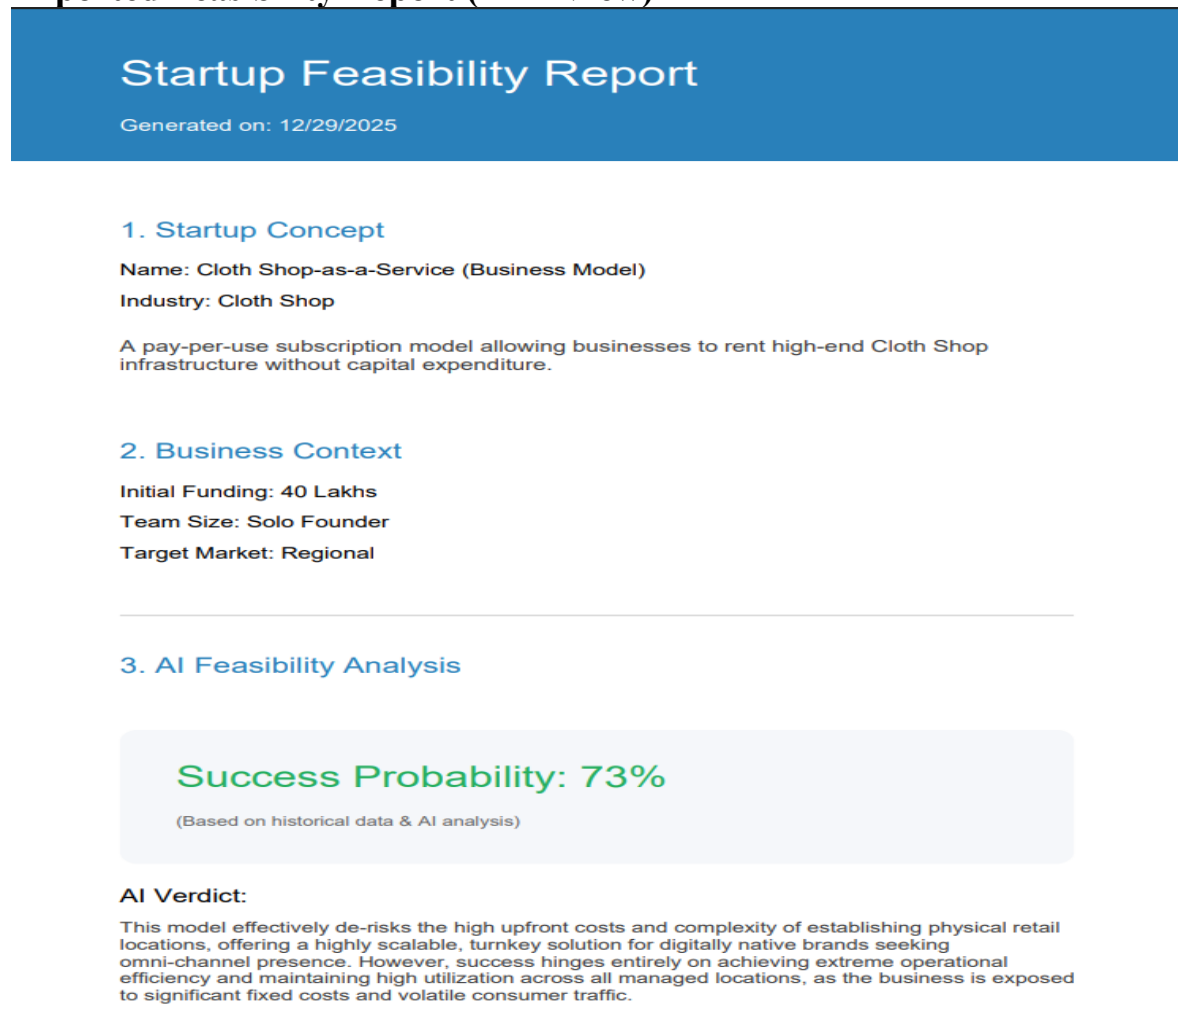 Startup Feasibility Report
Generated on: 12/29/2025
1. Startup Concept
Name: Cloth Shop-as-a-Service (Business Model)
Industry: Cloth Shop
A pay-per-use subscription model allowing businesses to rent high-end Cloth Shop
infrastructure without capital expenditure.
2. Business Context
Initial Funding: 40 Lakhs
Team Size: Solo Founder
Target Market: Regional
3. AI Feasibility Analysis
Success Probability: 73%
(Based on historical data & AI analysis)
AI Verdict:
This model effectively de-risks the high upfront costs and complexity of establishing physical retail
locations, offering a highly scalable, turnkey solution for digitally native brands seeking
omni-channel presence. However, success hinges entirely on achieving extreme operational
efficiency and maintaining high utilization across all managed locations, as the business is exposed
to significant fixed costs and volatile consumer traffic.